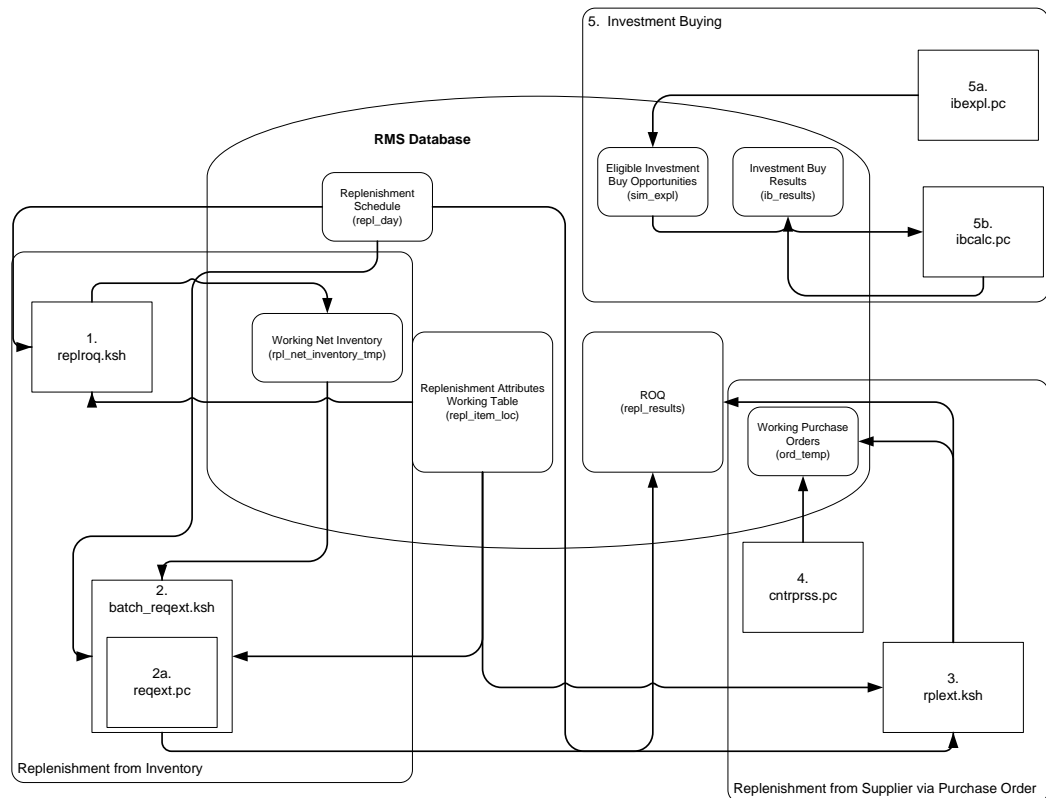 5. Investment Buying
5a.
ibexpl.pc
RMS Database
Eligible Investment
Buy Opportunities
(sim_expl)
Investment Buy
Results
(ib_results)
Replenishment
Schedule
(repl_day)
5b.
ibcalc.pc
1.
replroq.ksh
Working Net Inventory
(rpl_net_inventory_tmp)
Replenishment Attributes
Working Table
(repl_item_loc)
ROQ
(repl_results)
Working Purchase
Orders
(ord_temp)
2.
batch_reqext.ksh
4.
cntrprss.pc
2a.
reqext.pc
3.
rplext.ksh
Replenishment from Inventory
Replenishment from Supplier via Purchase Order